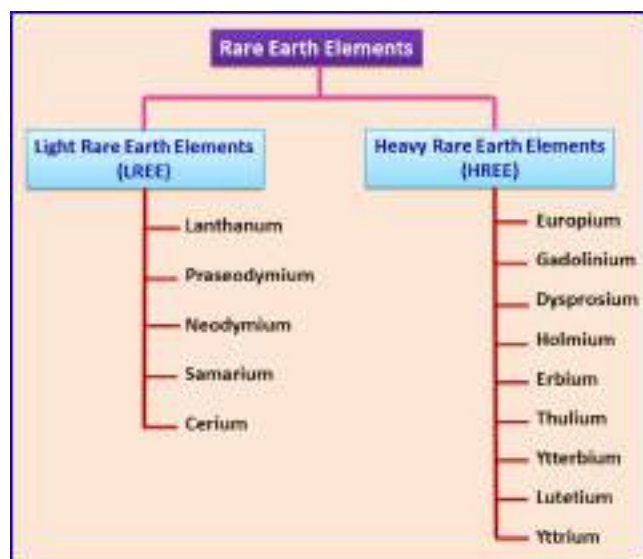 Rare Earth Elements
Light Rare Earth Elements
(LREE)
Lanthanum
Praseodymium
Neodymium
Samarium
Cerium
Heavy Rare Earth Elements
(HREE)
Europium
Gadolinium
Dysprosium
Holmium
Erbium
Thulium
Ytterbium
Lutetium
Yttrium